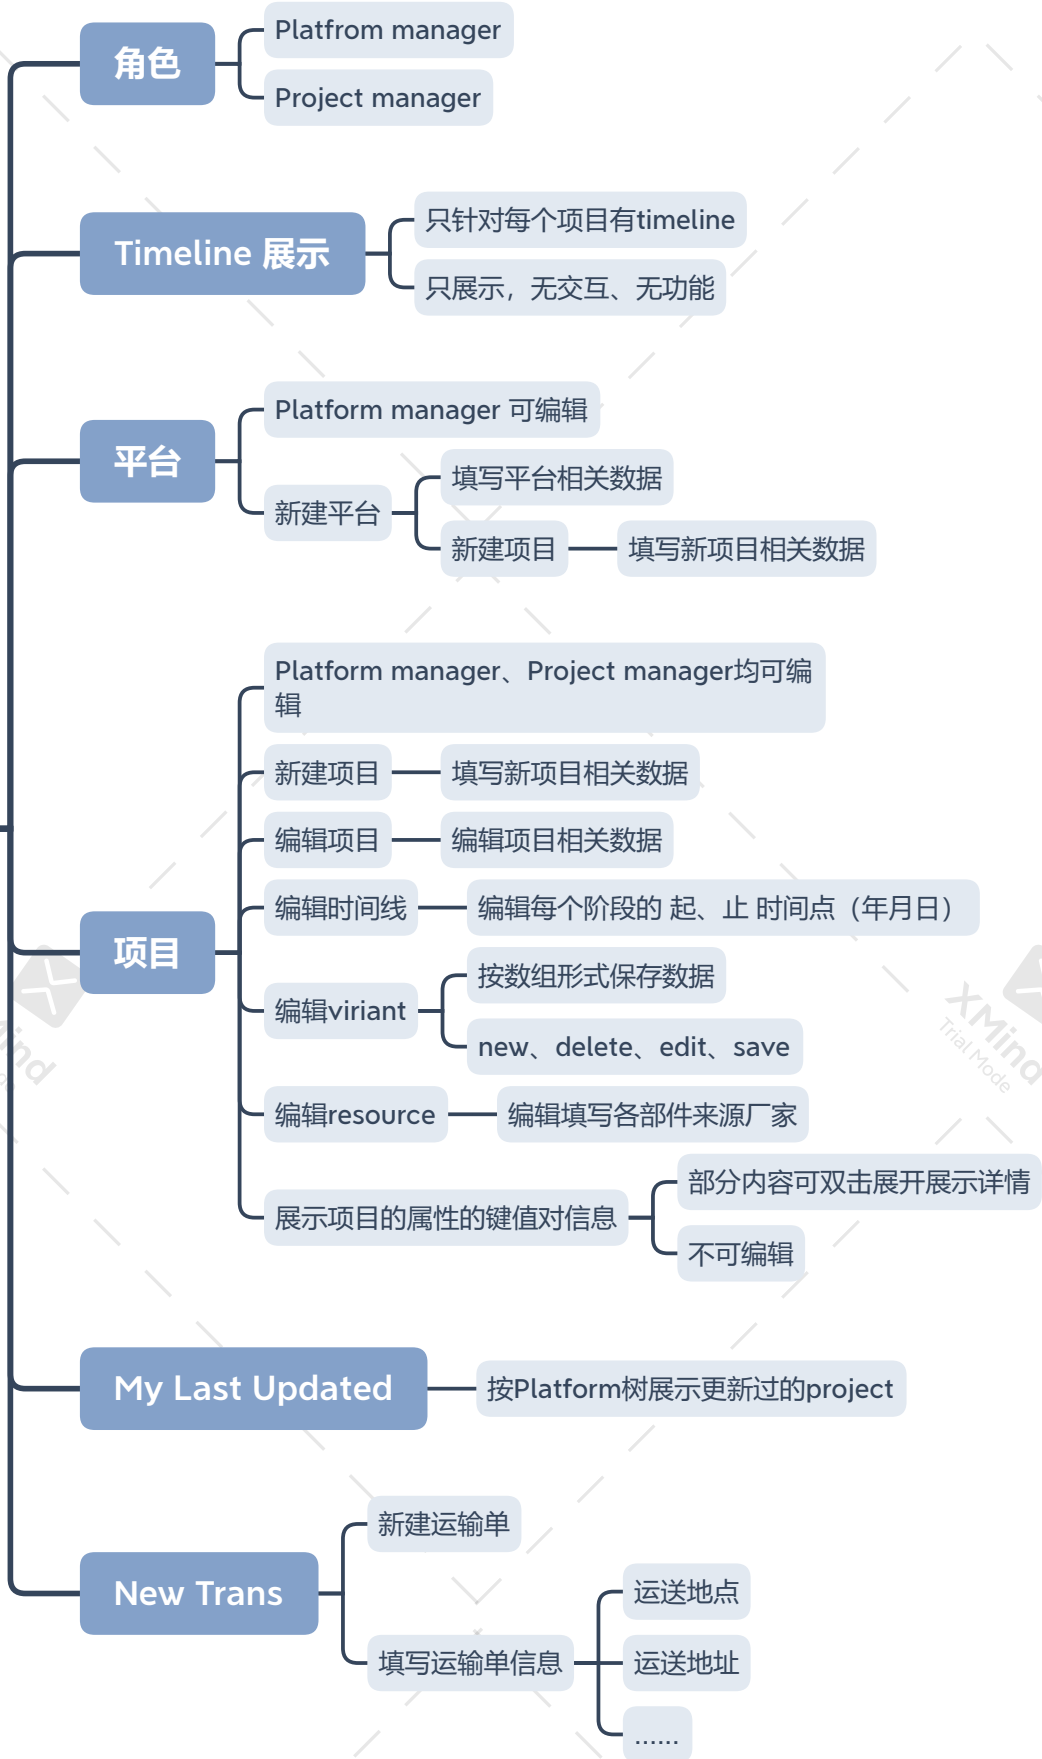 角色
Platfrom manager
Project manager
Timeline 展示
只针对每个项目有timeline
只展示，无交互、无功能
平台
Platform manager 可编辑
新建平台
填写平台相关数据
新建项目
填写新项目相关数据
项目
Platform manager、Project manager均可编
辑
新建项目
填写新项目相关数据
编辑项目
编辑项目相关数据
编辑时间线
编辑每个阶段的 起、止 时间点（年月日）
编辑viriant
按数组形式保存数据
new、delete、edit、save
编辑resource
编辑填写各部件来源厂家
展示项目的属性的键值对信息
部分内容可双击展开展示详情
不可编辑
My Last Updated
按Platform树展示更新过的project
New Trans
新建运输单
填写运输单信息
运送地点
运送地址
......
XMind
Trial Mode